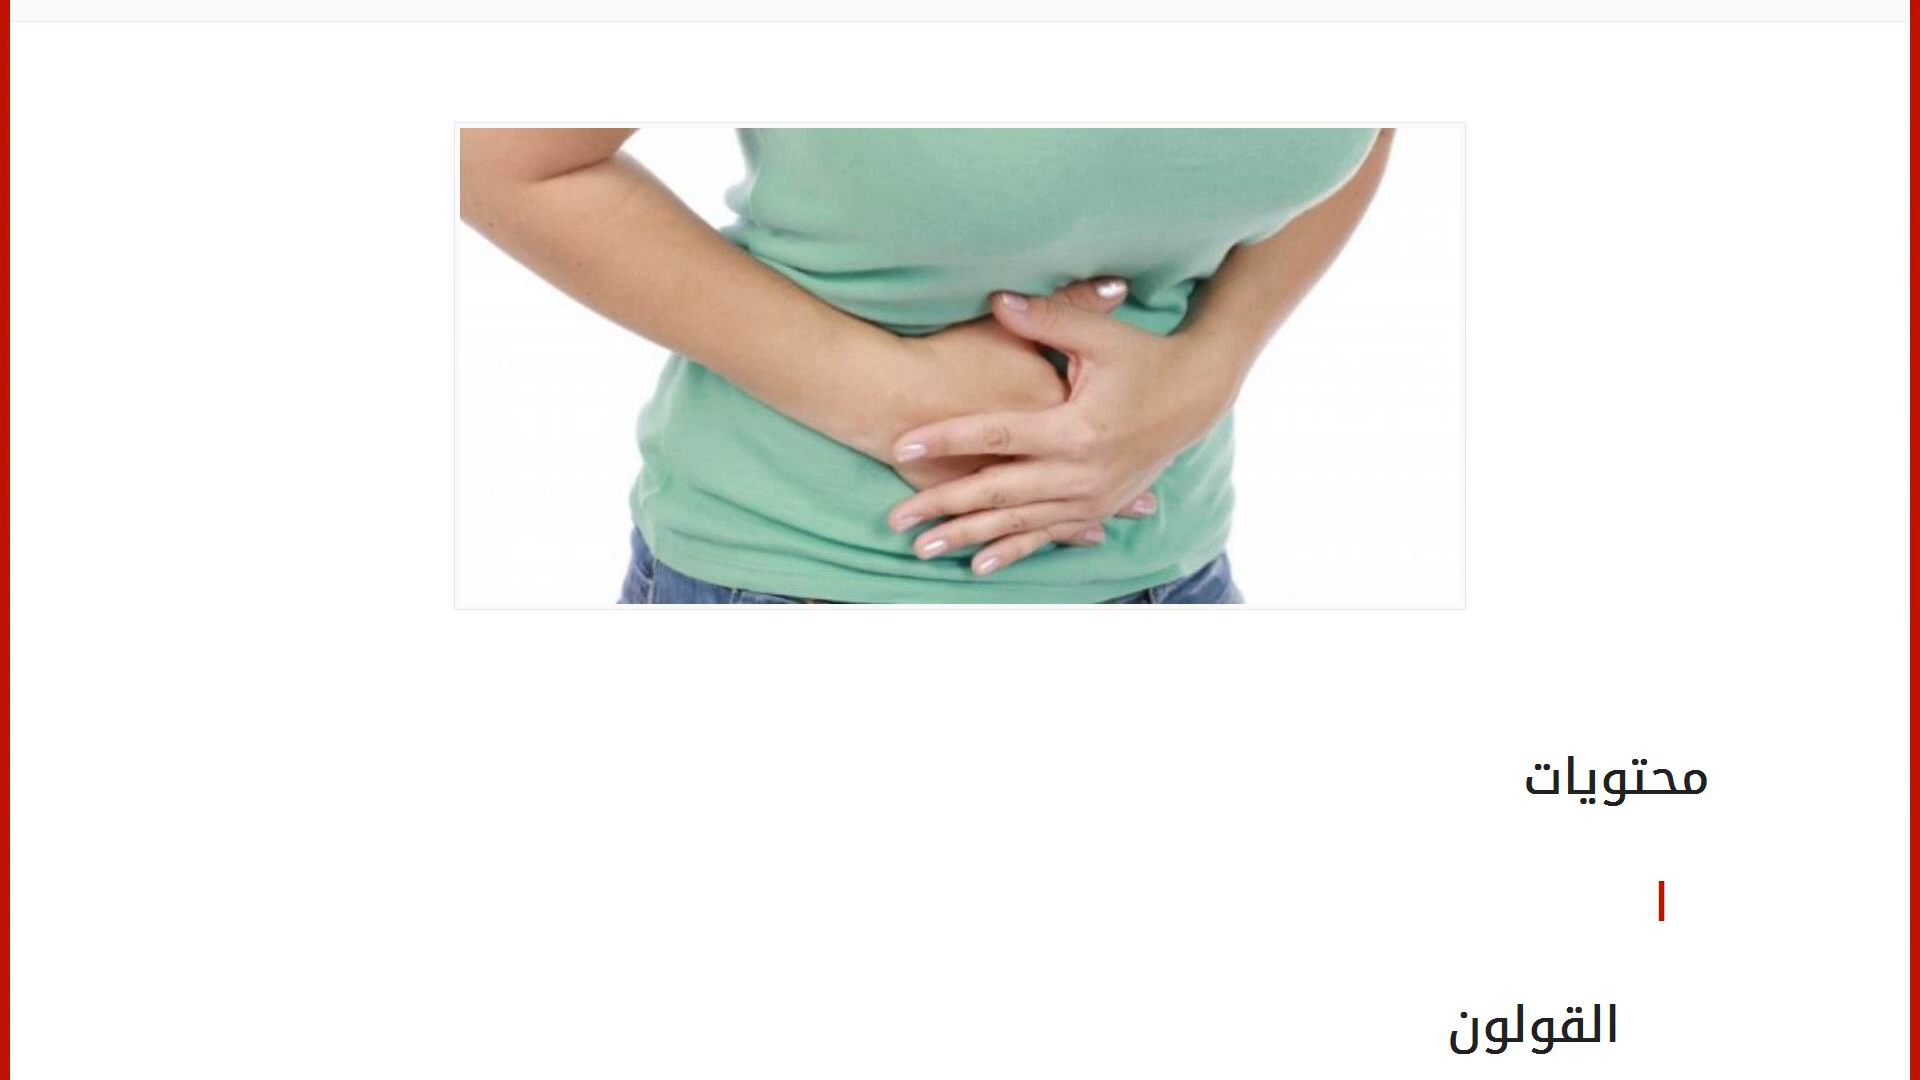 محتويات
ا
القولون